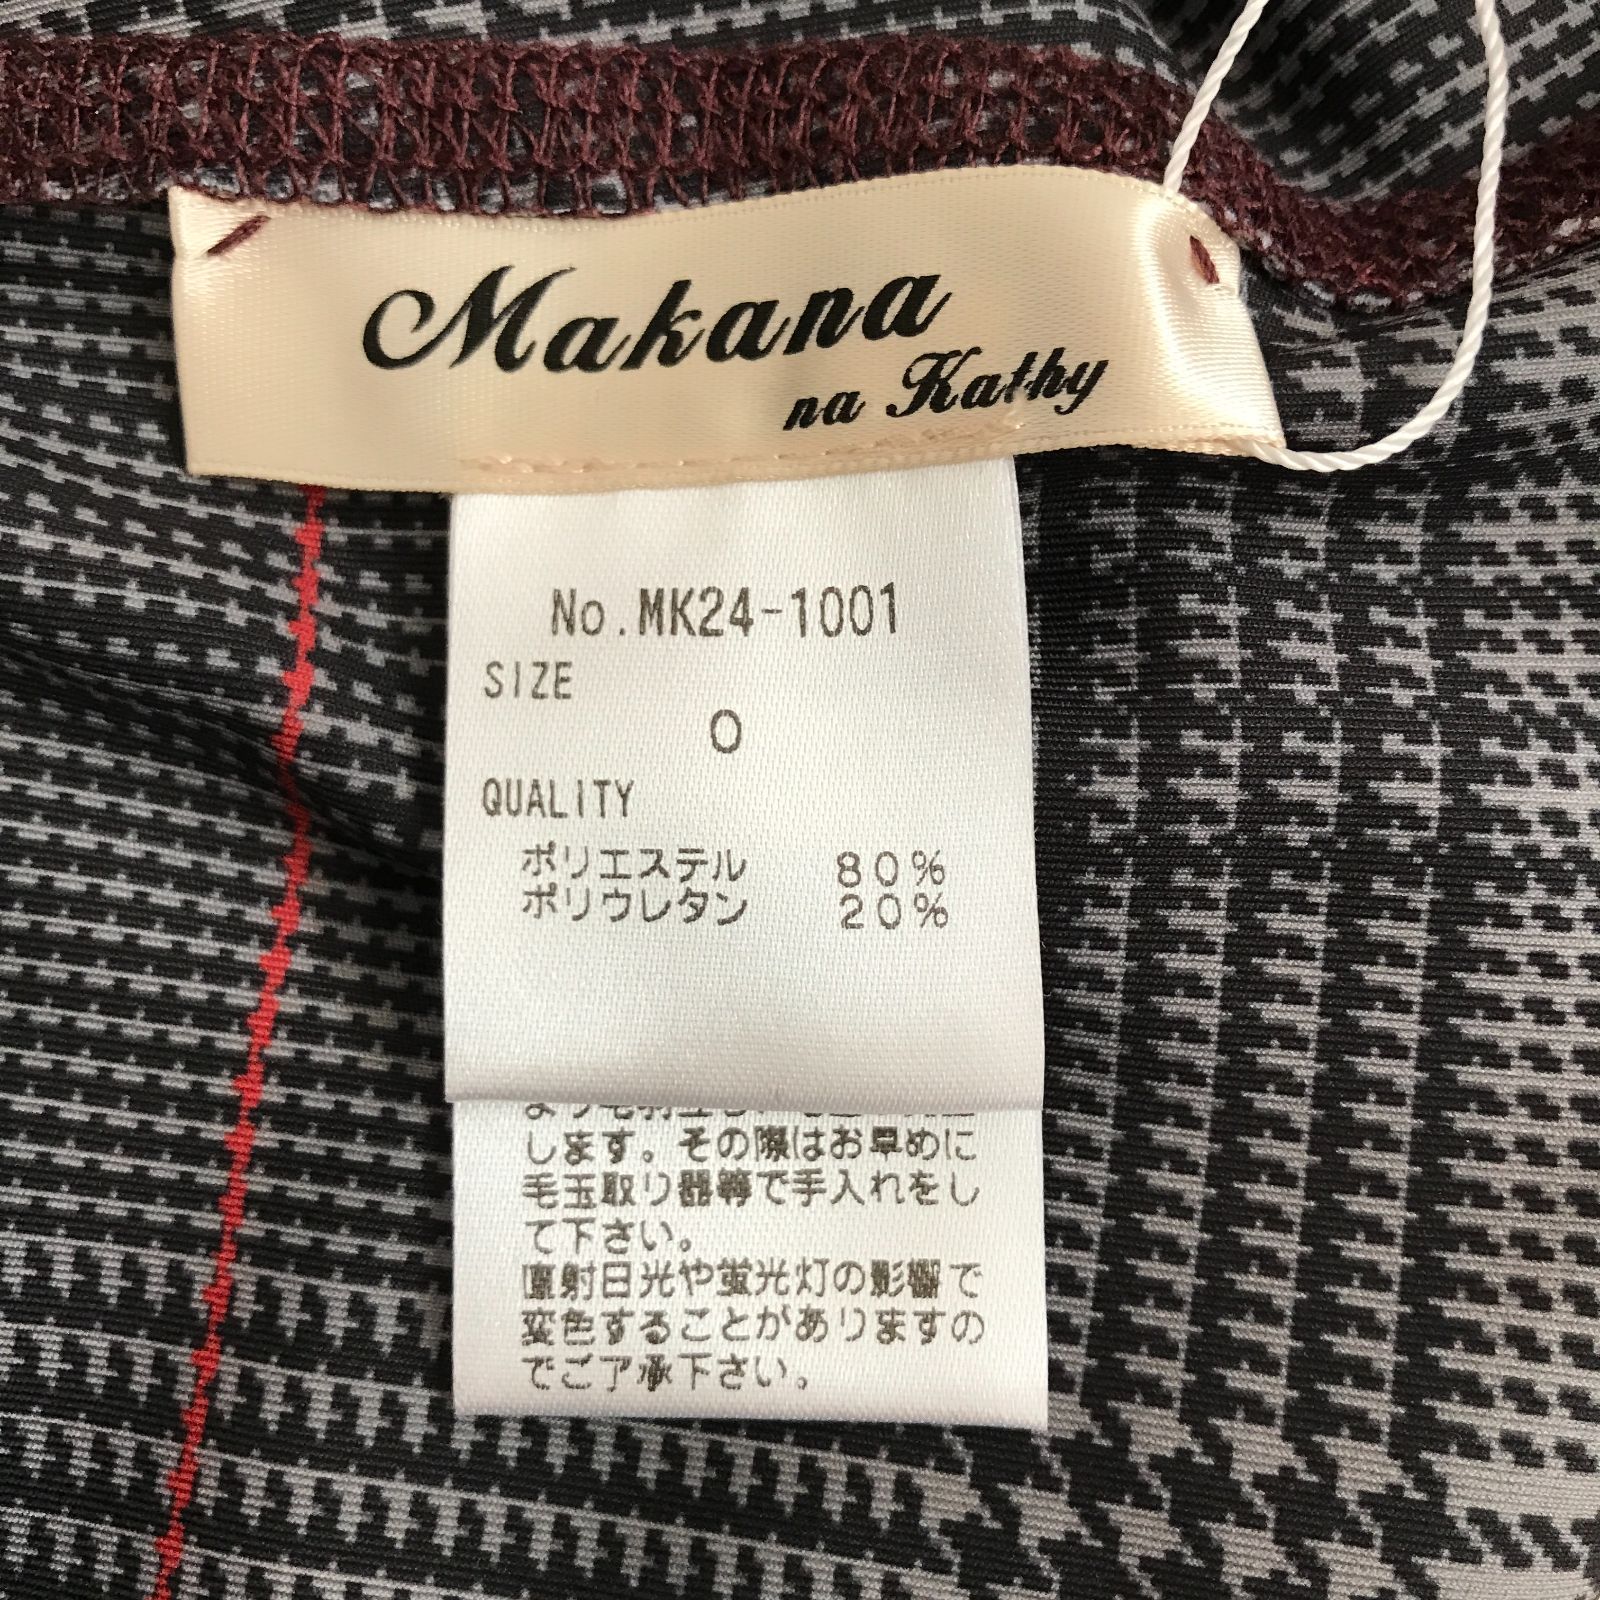 Makana
na Kathy
No.MK24-1001
SIZE
0
QUALITY
ポリエステル 80%
ポリウレタン 20%
します。その際はお早めに
毛玉取り器等で手入れをし
て下さい。
直射日光や蛍光灯の影響で
変色することがありますの
でご了承下さい。